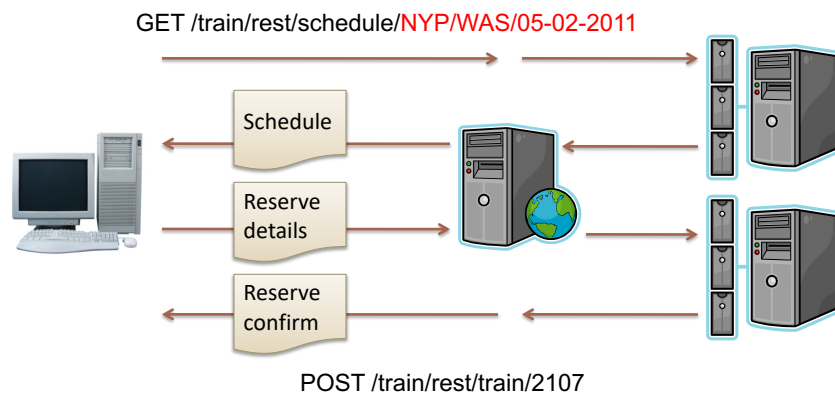 GET /train/rest/schedule/NYP/WAS/05-02-2011
Schedule
Reserve
details
Reserve
confirm
POST /train/rest/train/2107